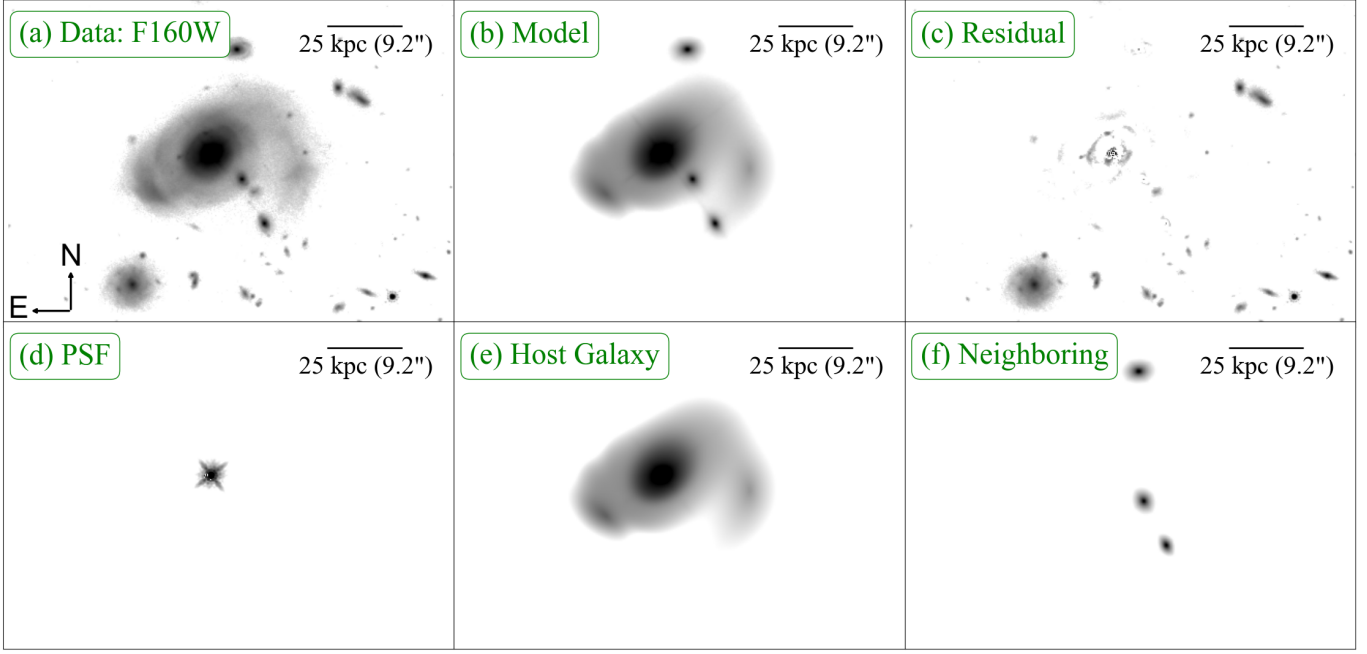 (a) Data: F160W
25 kpc (9.2")
(b) Model
25 kpc (9.2")
(c) Residual
25 kpc (9.2")
N
E
(d) PSF
25 kpc (9.2")
(e) Host Galaxy
25 kpc (9.2")
(f) Neighboring
25 kpc (9.2")